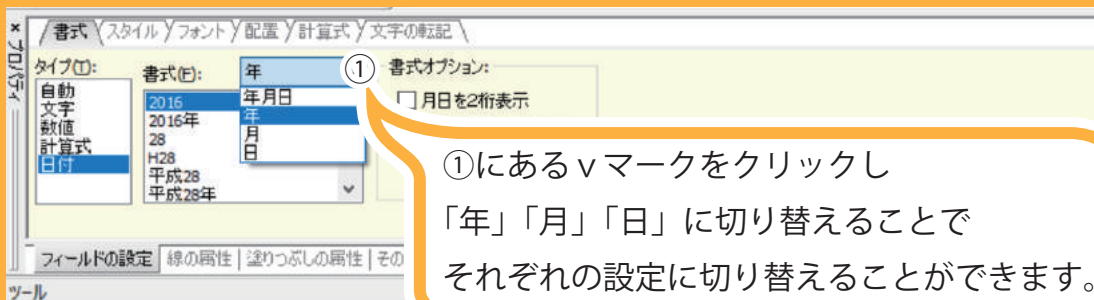 × プロパティ
書式 スタイル フォント 配置 計算式 文字の転記
タイプ(T):
自動
文字
数値
計算式
日付
書式(F):
2016
2016年
28
H28
平成28
平成28年
年
年月日
年
月
日
①
書式オプション:
月日を2桁表示
①にあるvマークをクリックし
「年」「月」「日」に切り替えることで
それぞれの設定に切り替えることができます。
フィールドの設定 線の属性 塗りつぶしの属性 その
ツール